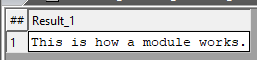 ## Result_1
1 This is how a module works.